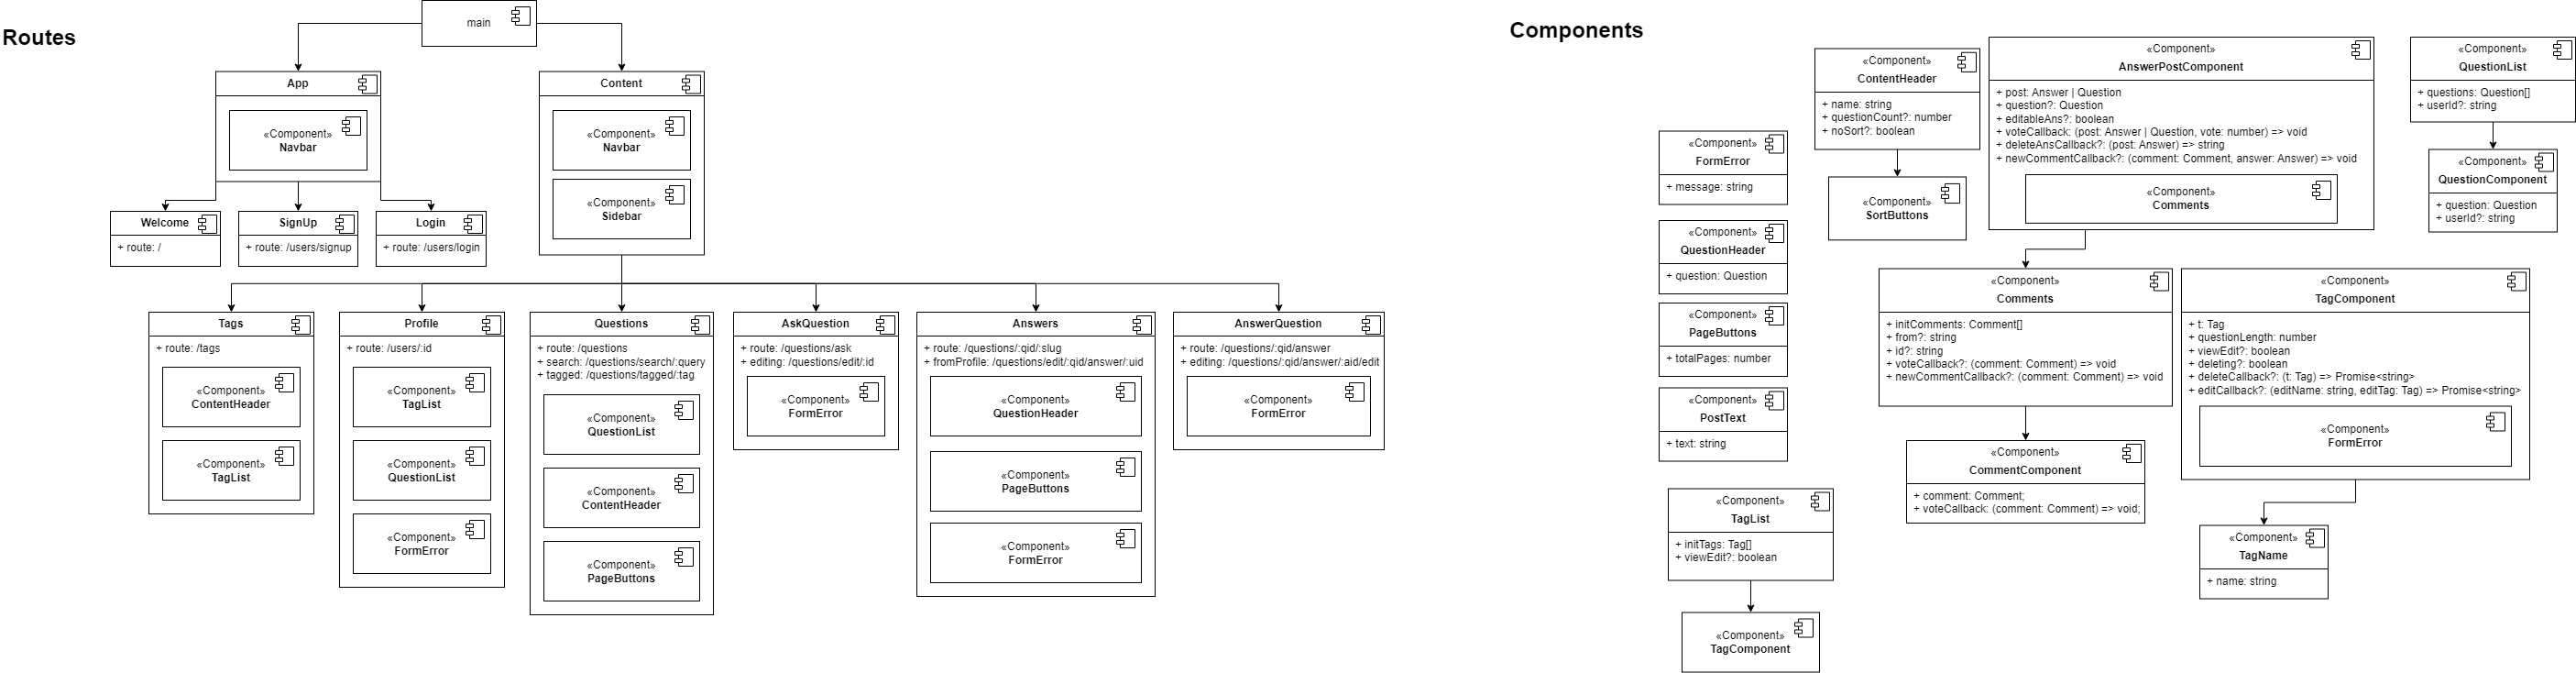 Routes
main
App
«Component»
Navbar
Content
«Component»
Navbar
«Component»
Sidebar
Welcome
+ route: /
SignUp
+ route: /users/signup
Login
+ route: /users/login
Tags
+ route: /tags
«Component»
ContentHeader
«Component»
TagList
Profile
+ route: /users/:id
«Component»
TagList
«Component»
QuestionList
«Component»
FormError
Questions
+ route: /questions
+ search: /questions/search/:query
+ tagged: /questions/tagged/:tag
«Component»
QuestionList
«Component»
ContentHeader
«Component»
PageButtons
AskQuestion
+ route: /questions/ask
+ editing: /questions/edit/:id
«Component»
FormError
Answers
+ route: /questions/:qid/:slug
+ fromProfile: /questions/edit/:qid/answer/:uid
«Component»
QuestionHeader
«Component»
PageButtons
«Component»
FormError
AnswerQuestion
+ route: /questions/:qid/answer
+ editing: /questions/:qid/answer/:aid/edit
«Component»
FormError
Components
«Component»
FormError
+ message: string
«Component»
QuestionHeader
+ question: Question
«Component»
PageButtons
+ totalPages: number
«Component»
PostText
+ text: string
«Component»
TagList
+ initTags: Tag[]
+ viewEdit?: boolean
«Component»
TagComponent
«Component»
ContentHeader
+ name: string
+ questionCount?: number
+ noSort?: boolean
«Component»
SortButtons
«Component»
AnswerPostComponent
+ post: Answer | Question
+ question?: Question
+ editableAns?: boolean
+ voteCallback: (post: Answer | Question, vote: number) => void
+ deleteAnsCallback?: (post: Answer) => string
+ newCommentCallback?: (comment: Comment, answer: Answer) => void
«Component»
Comments
«Component»
Comments
+ initComments: Comment[]
+ from?: string
+ id?: string
+ voteCallback?: (comment: Comment) => void
+ newCommentCallback?: (comment: Comment) => void
«Component»
CommentComponent
+ comment: Comment;
+ voteCallback: (comment: Comment) => void;
«Component»
TagComponent
+ t: Tag
+ questionLength: number
+ viewEdit?: boolean
+ deleting?: boolean
+ deleteCallback?: (t: Tag) => Promise<string>
+ editCallback?: (editName: string, editTag: Tag) => Promise<string>
«Component»
FormError
«Component»
TagName
+ name: string
«Component»
QuestionList
+ questions: Question[]
+ userId?: string
«Component»
QuestionComponent
+ question: Question
+ userId?: string